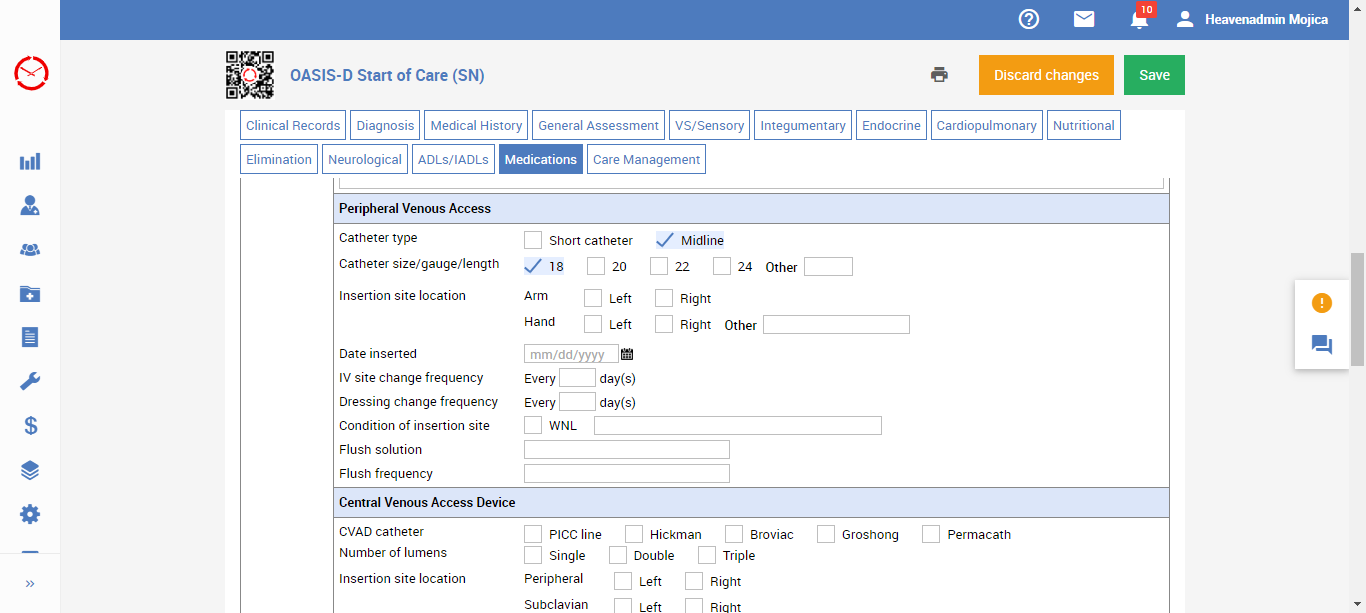 10
Heavenadmin Mojica
OASIS-D Start of Care (SN)
Discard changes
Save
Clinical Records
Diagnosis
Medical History
General Assessment
VS/Sensory
Integumentary
Endocrine
Cardiopulmonary
Nutritional
Elimination
Neurological
ADLs/IADLs
Medications
Care Management
Peripheral Venous Access
Catheter type Short catheter Midline
Catheter size/gauge/length 18 20 22 24 Other
Insertion site location Arm Left Right
Hand Left Right Other
Date inserted mm/dd/yyyy
IV site change frequency Every day(s)
Dressing change frequency Every day(s)
Condition of insertion site WNL
Flush solution
Flush frequency
Central Venous Access Device
CVAD catheter PICC line Hickman Broviac Groshong Permacath
Number of lumens Single Double Triple
Insertion site location Peripheral Left Right
Subclavian Left Right